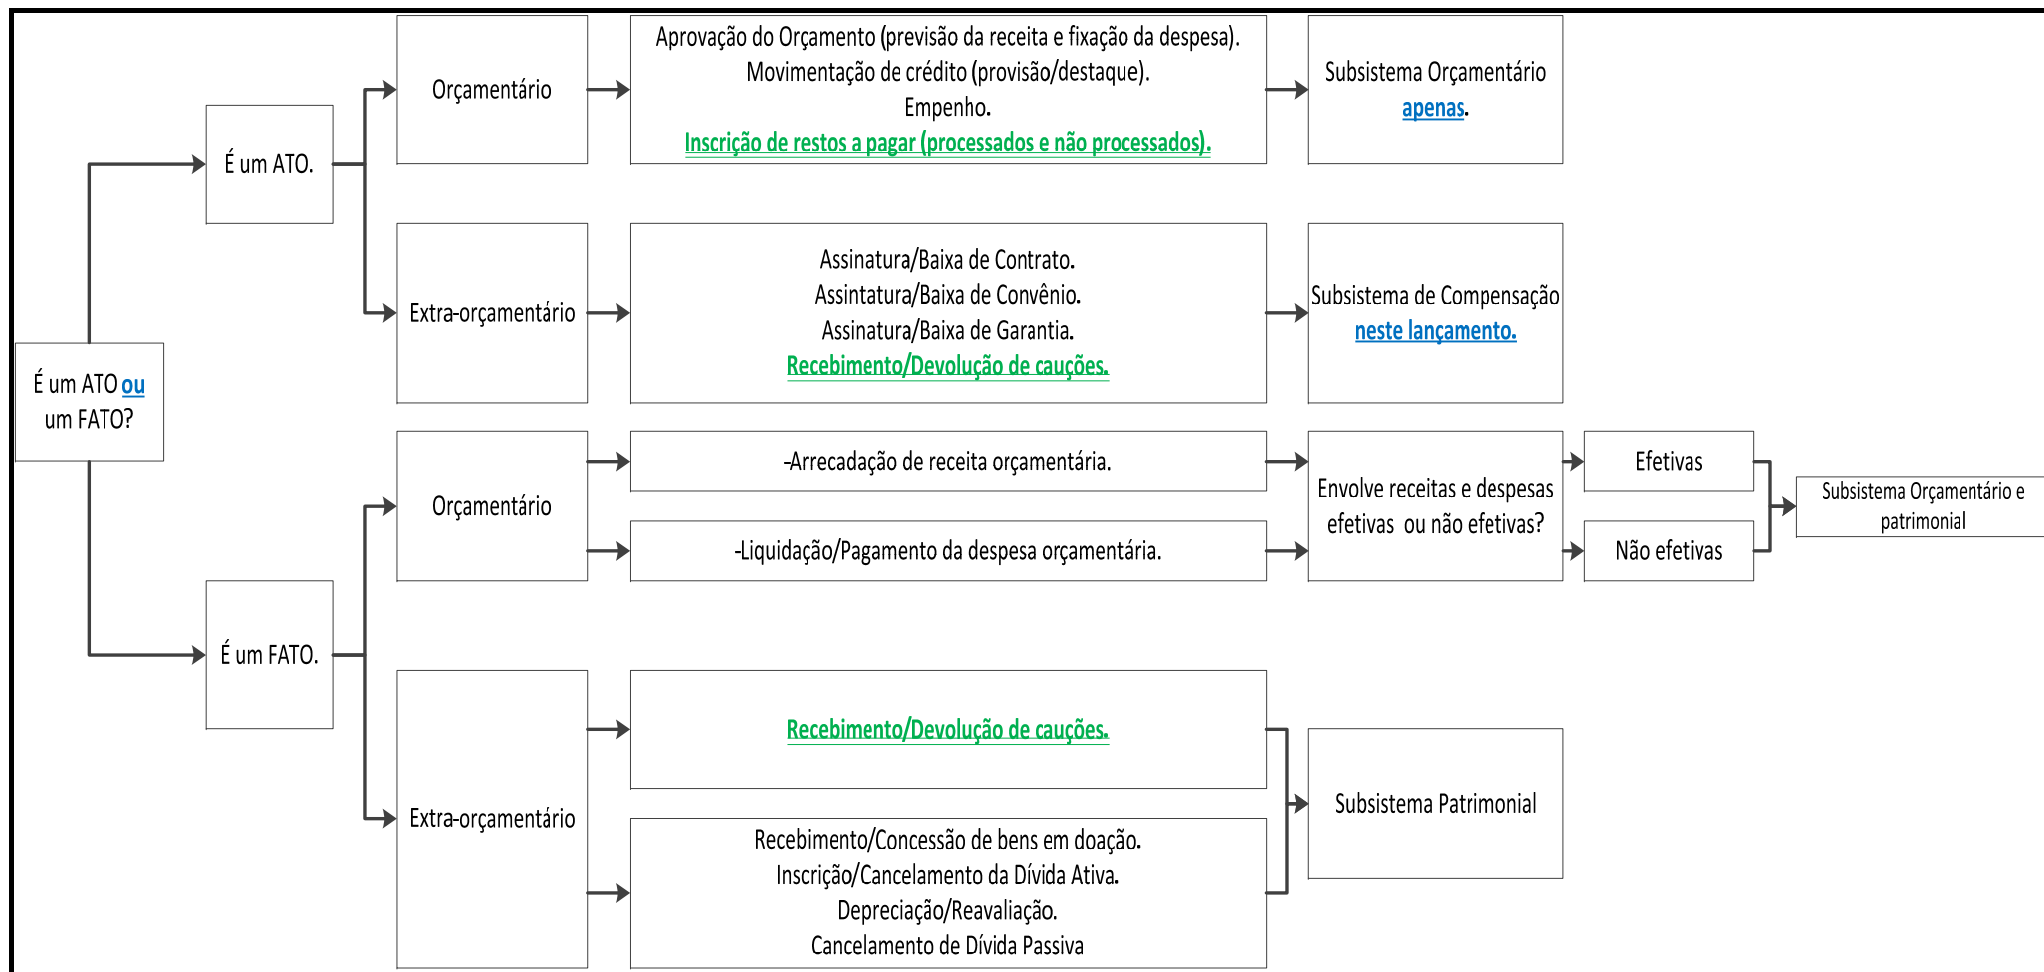 É um ATO ou
um FATO?
É um ATO.
Orçamentário
Aprovação do Orçamento (previsão da receita e fixação da despesa).
Movimentação de crédito (provisão/destaque).
Empenho.
Inscrição de restos a pagar (processados e não processados).
Subsistema Orçamentário
apenas.
Extra-orçamentário
Assinatura/Baixa de Contrato.
Assintatura/Baixa de Convênio.
Assinatura/Baixa de Garantia.
Recebimento/Devolução de cauções.
Subsistema de Compensação
neste lançamento.
É um FATO.
Orçamentário
-Arrecadação de receita orçamentária.
-Liquidação/Pagamento da despesa orçamentária.
Envolve receitas e despesas
efetivas ou não efetivas?
Efetivas
Não efetivas
Subsistema Orçamentário e
patrimonial
Extra-orçamentário
Recebimento/Devolução de cauções.
Recebimento/Concessão de bens em doação.
Inscrição/Cancelamento da Dívida Ativa.
Depreciação/Reavaliação.
Cancelamento de Dívida Passiva
Subsistema Patrimonial